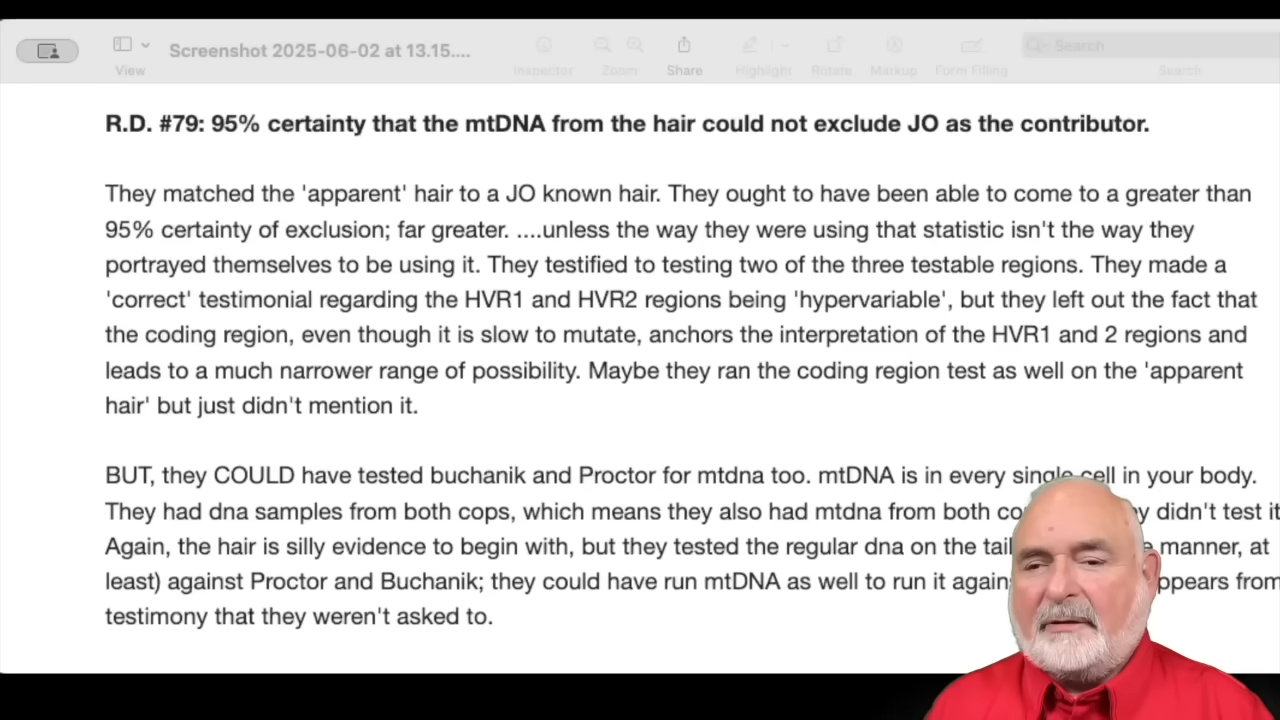 Screenshot 2025-06-02 at 13.15....
View
Inspector
Zoom
Share
Highlight
Rotate
Markup
Form Filling
Search
Search
R.D. #79: 95% certainty that the mtDNA from the hair could not exclude JO as the contributor.
They matched the 'apparent' hair to a JO known hair. They ought to have been able to come to a greater than
95% certainty of exclusion; far greater. ....unless the way they were using that statistic isn't the way they
portrayed themselves to be using it. They testified to testing two of the three testable regions. They made a
'correct' testimonial regarding the HVR1 and HVR2 regions being 'hypervariable', but they left out the fact that
the coding region, even though it is slow to mutate, anchors the interpretation of the HVR1 and 2 regions and
leads to a much narrower range of possibility. Maybe they ran the coding region test as well on the 'apparent
hair' but just didn't mention it.
BUT, they COULD have tested buchanik and Proctor for mtdna too. mtDNA is in every single cell in your body.
They had dna samples from both cops, which means they also had mtdna from both didn't test it
Again, the hair is silly evidence to begin with, but they tested the regular dna on the manner, at
least) against Proctor and Buchanik; they could have run mtDNA as well to run it from
testimony that they weren't asked to.